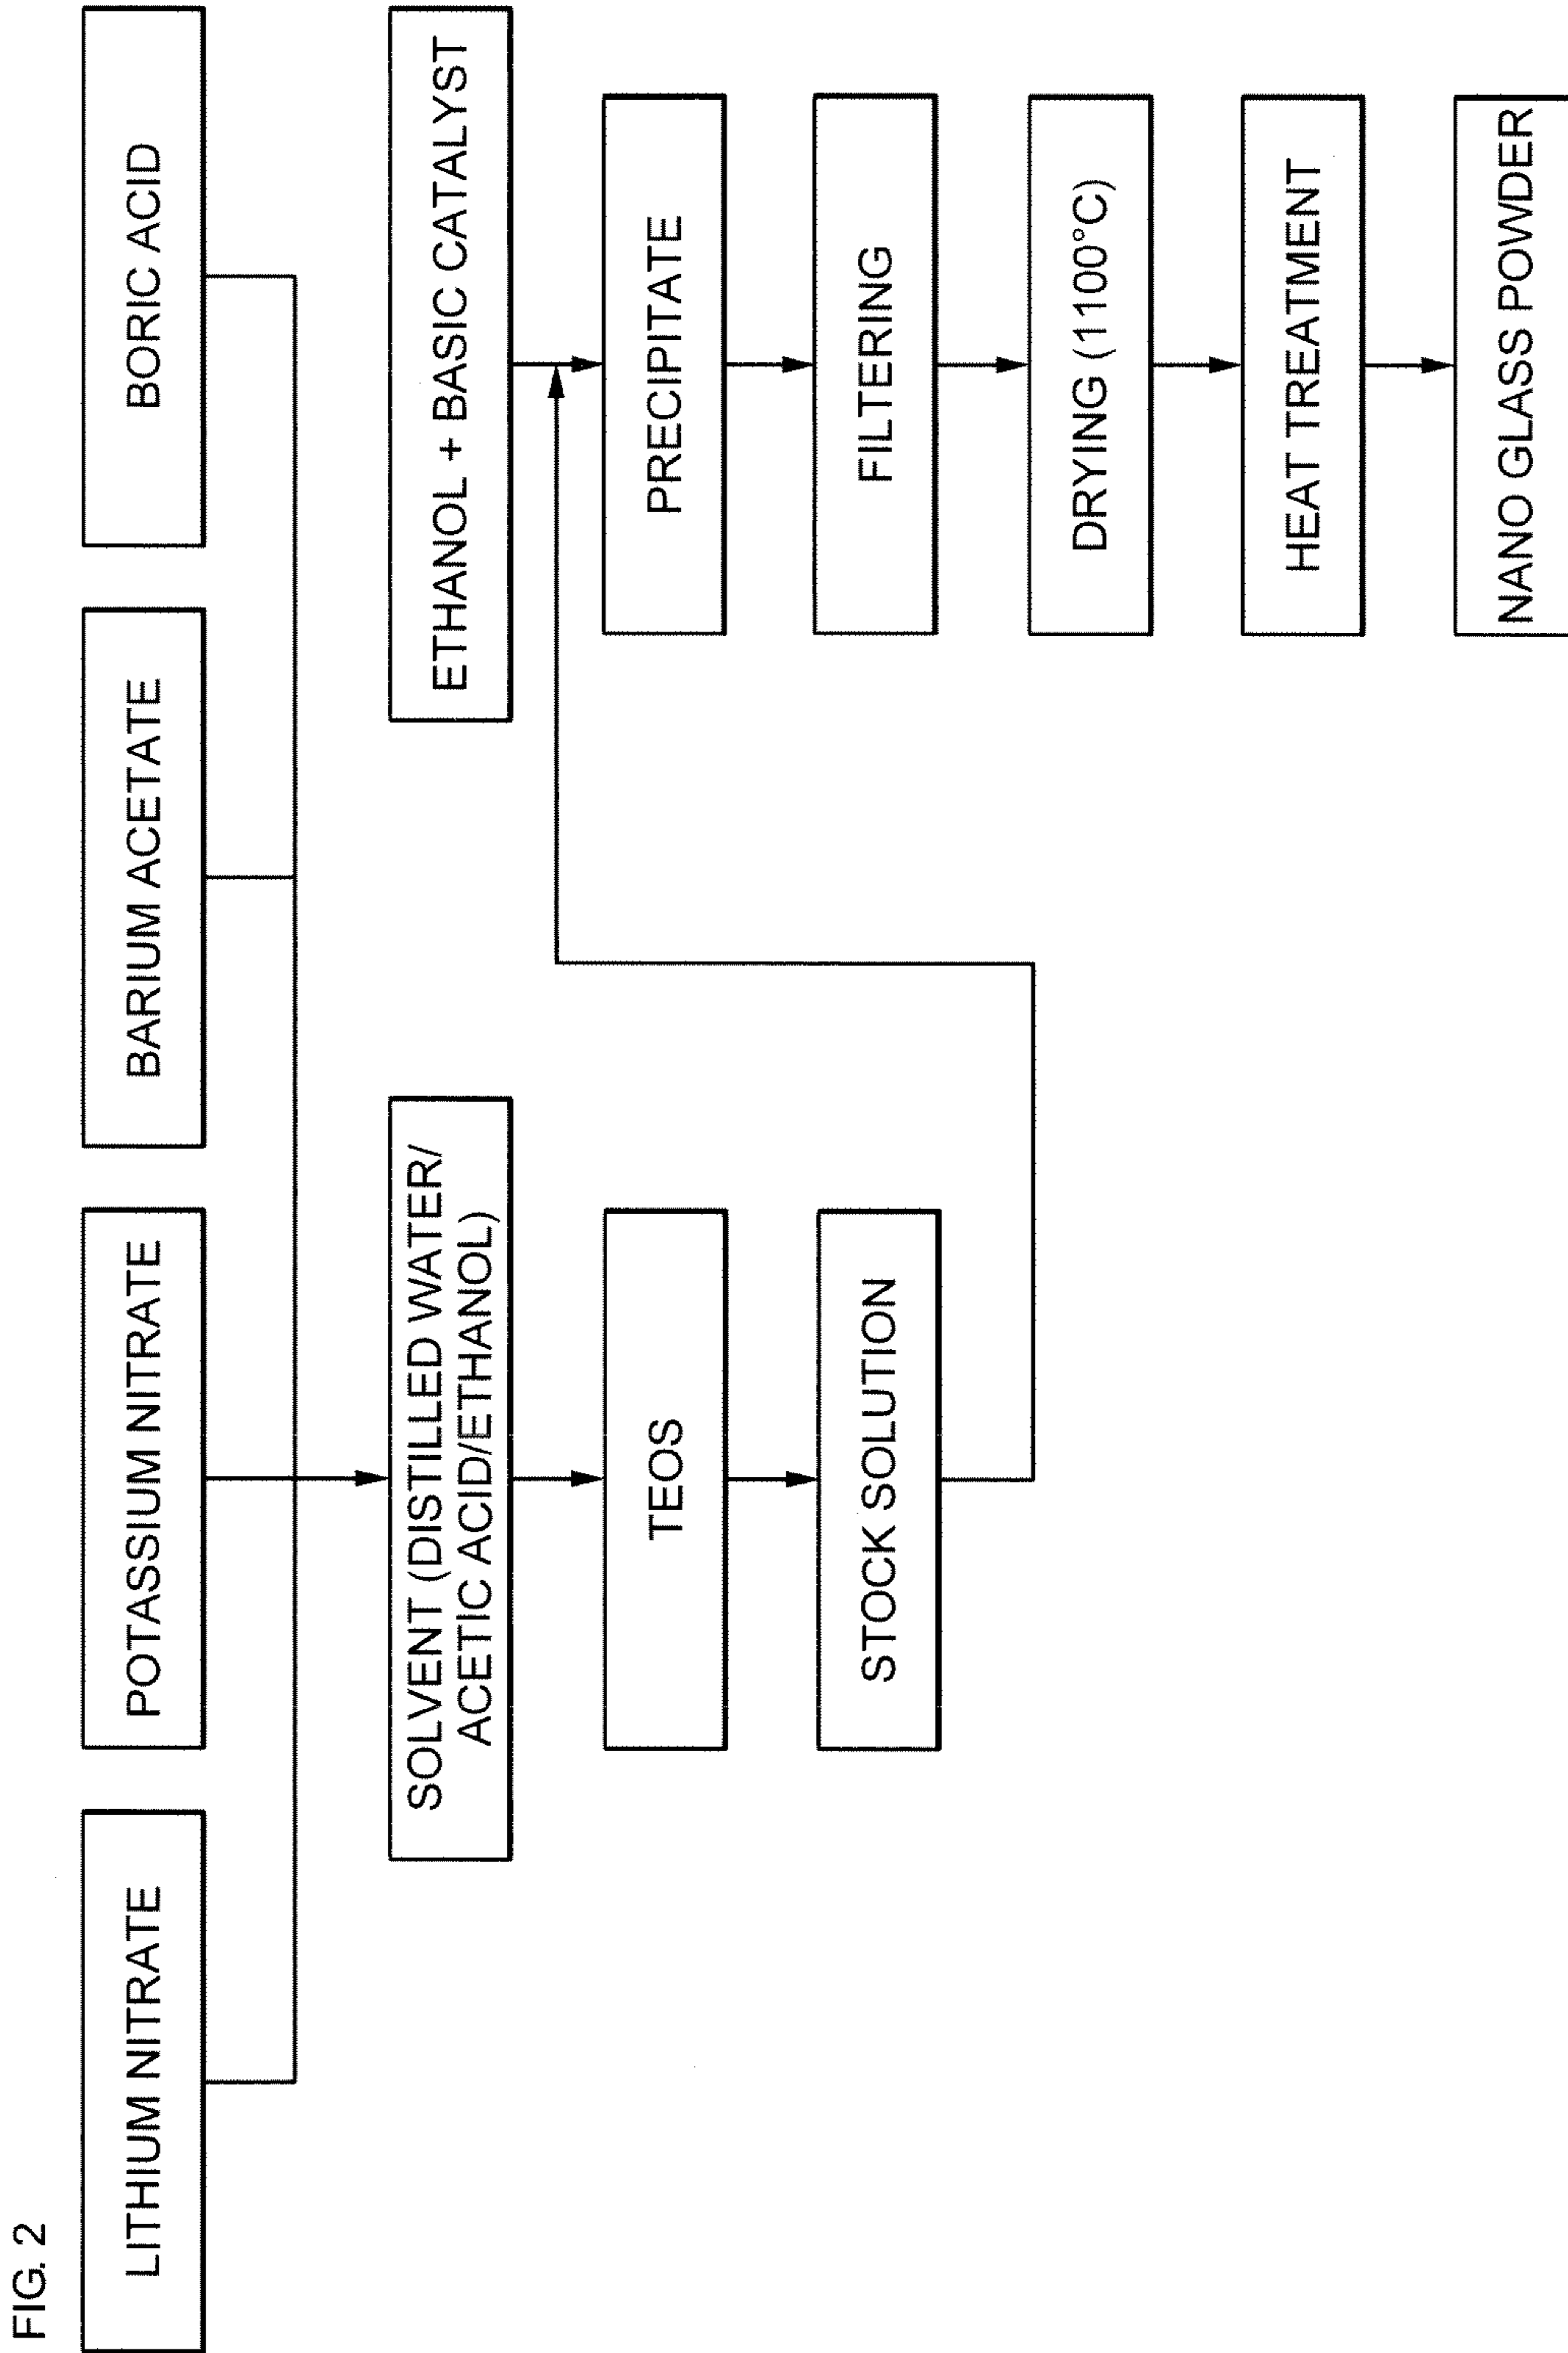 FIG. 2
LITHIUM NITRATE
POTASSIUM NITRATE
BARIUM ACETATE
BORIC ACID
SOLVENT (DISTILLED WATER/
ACETIC ACID/ETHANOL)
TEOS
STOCK SOLUTION
ETHANOL + BASIC CATALYST
PRECIPITATE
FILTERING
DRYING (1100°C)
HEAT TREATMENT
NANO GLASS POWDER